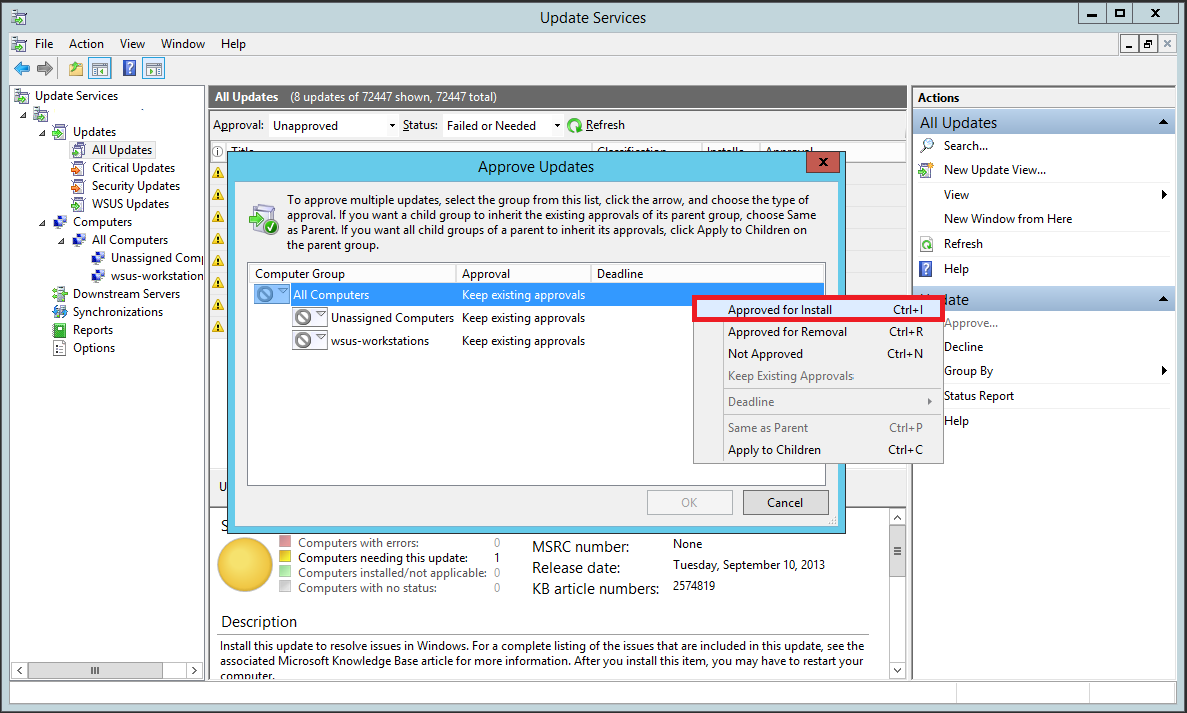 Update Services
File Action View Window Help
Update Services
Updates
All Updates
Critical Updates
Security Updates
WSUS Updates
Computers
All Computers
Unassigned Comp
wsus-workstation
Downstream Servers
Synchronizations
Reports
Options
All Updates (8 updates of 72447 shown, 72447 total)
Approval: Unapproved Status: Failed or Needed Refresh
Title Classification Installe Approval
Approve Updates
To approve multiple updates, select the group from this list, click the arrow, and choose the type of
approval. If you want a child group to inherit the existing approvals of its parent group, choose Same
as Parent. If you want all child groups of a parent to inherit its approvals, click Apply to Children on
the parent group.
Computer Group Approval Deadline
All Computers Keep existing approvals
Unassigned Computers Keep existing approvals
wsus-workstations Keep existing approvals
OK Cancel
Approved for Install Ctrl+I
Approved for Removal Ctrl+R
Not Approved Ctrl+N
Keep Existing Approvals
Deadline
Same as Parent Ctrl+P
Apply to Children Ctrl+C
U
S
Computers with errors: 0
Computers needing this update: 1
Computers installed/not applicable: 0
Computers with no status: 0
MSRC number: None
Release date: Tuesday, September 10, 2013
KB article numbers: 2574819
Description
Install this update to resolve issues in Windows. For a complete listing of the issues that are included in this update, see the
associated Microsoft Knowledge Base article for more information. After you install this item, you may have to restart your
computer.
Actions
All Updates
Search...
New Update View...
View
New Window from Here
Refresh
Help
date
Approve...
Decline
Group By
Status Report
Help